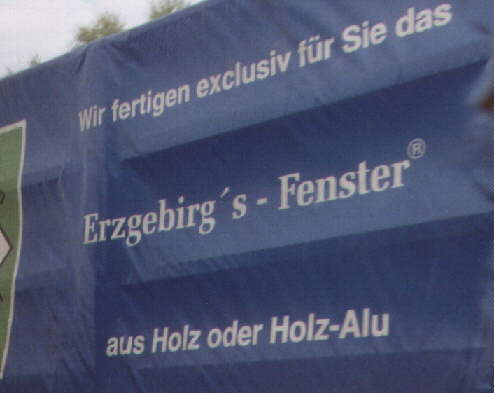 Wir fertigen exclusiv für Sie das
Erzgebirg´s - Fenster®
aus Holz oder Holz-Alu